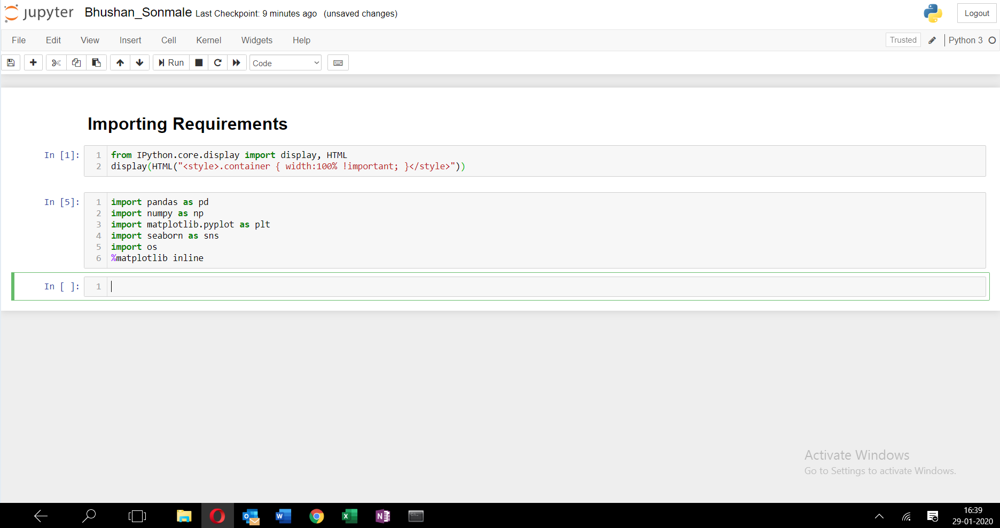 jupyter Bhushan_Sonmale Last Checkpoint: 9 minutes ago (unsaved changes)
Logout
File Edit View Insert Cell Kernel Widgets Help
Trusted Python 3
Run Code
Importing Requirements
In [1]:
1 from IPython.core.display import display, HTML
2 display(HTML("<style>.container { width:100% !important; }</style>"))
In [5]:
1 import pandas as pd
2 import numpy as np
3 import matplotlib.pyplot as plt
4 import seaborn as sns
5 import os
6 %matplotlib inline
In [ ]:
1
Activate Windows
Go to Settings to activate Windows.
16:39
29-01-2020